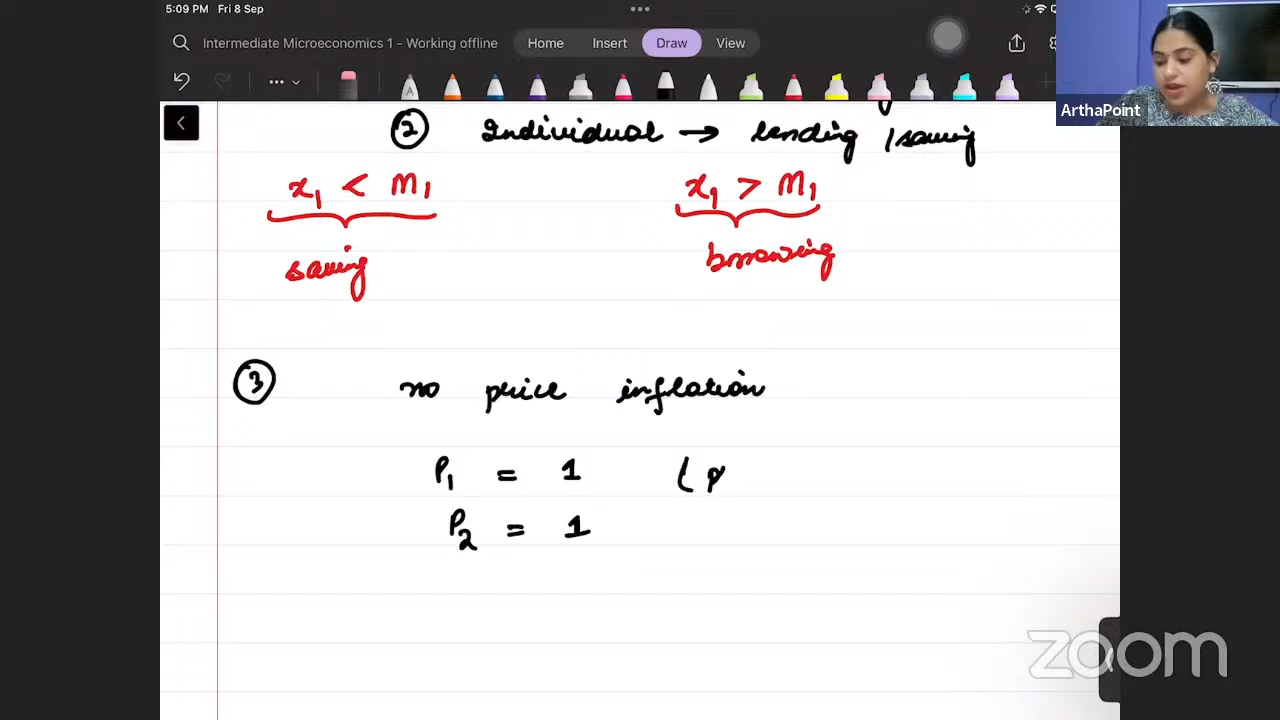 5:09 PM Fri 8 Sep
Intermediate Microeconomics 1 - Working offline Home Insert Draw View
ArthaPoint
② Individual → lending / saving
x₁ < M₁ x₁ > M₁
saving borrowing
③ no price inflation
P₁ = 1 ( p
P₂ = 1
zoom